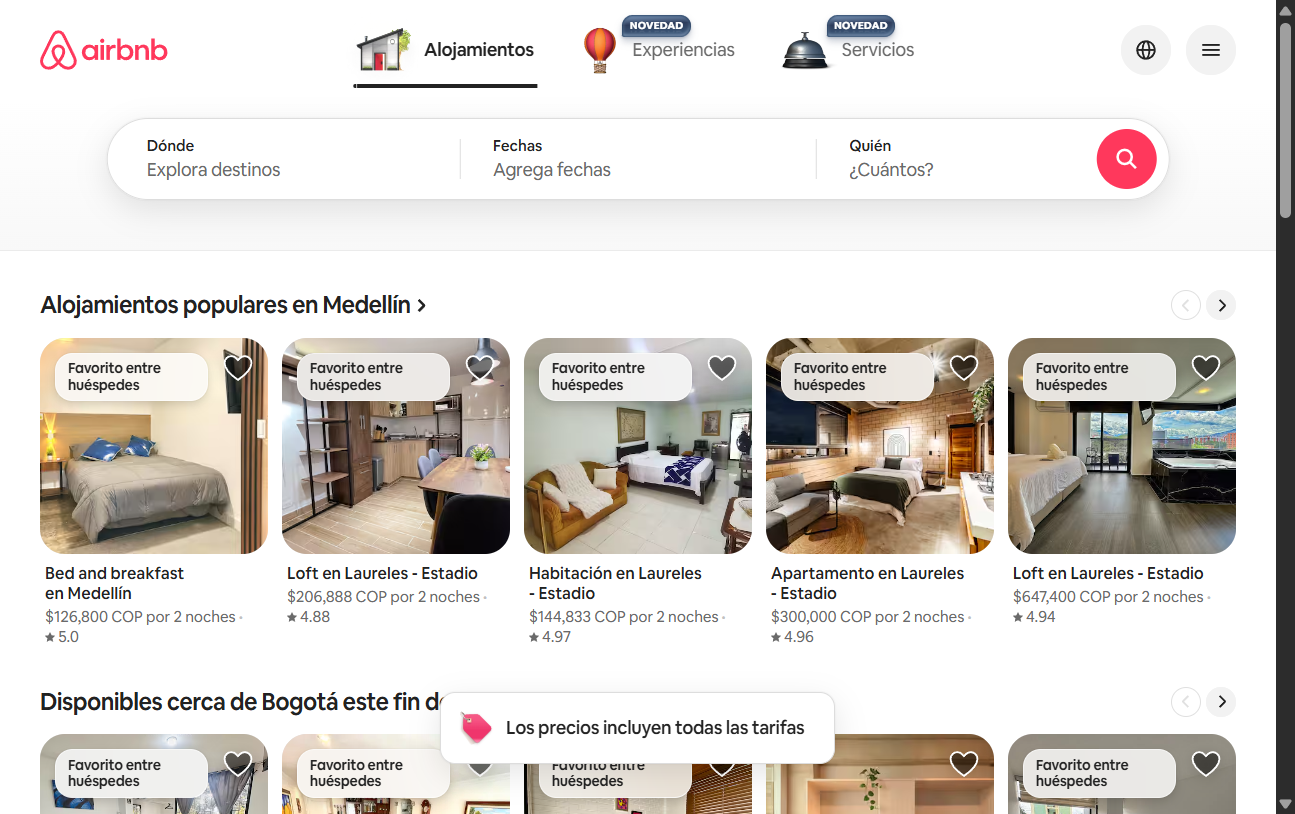 airbnb
Alojamientos
NOVEDAD
Experiencias
NOVEDAD
Servicios
Dónde
Explora destinos
Fechas
Agrega fechas
Quién
¿Cuántos?
Alojamientos populares en Medellín
Favorito entre
huéspedes
Favorito entre
huéspedes
Favorito entre
huéspedes
Favorito entre
huéspedes
Favorito entre
huéspedes
Bed and breakfast
en Medellín
$126,800 COP por 2 noches ·
★ 5.0
Loft en Laureles - Estadio
$206,888 COP por 2 noches ·
★ 4.88
Habitación en Laureles
- Estadio
$144,833 COP por 2 noches ·
★ 4.97
Apartamento en Laureles
- Estadio
$300,000 COP por 2 noches ·
★ 4.96
Loft en Laureles - Estadio
$647,400 COP por 2 noches ·
★ 4.94
Disponibles cerca de Bogotá este fin
Los precios incluyen todas las tarifas
Favorito entre
huéspedes
Favorito entre
huéspedes
Favorito entre
huéspedes
Favorito entre
huéspedes